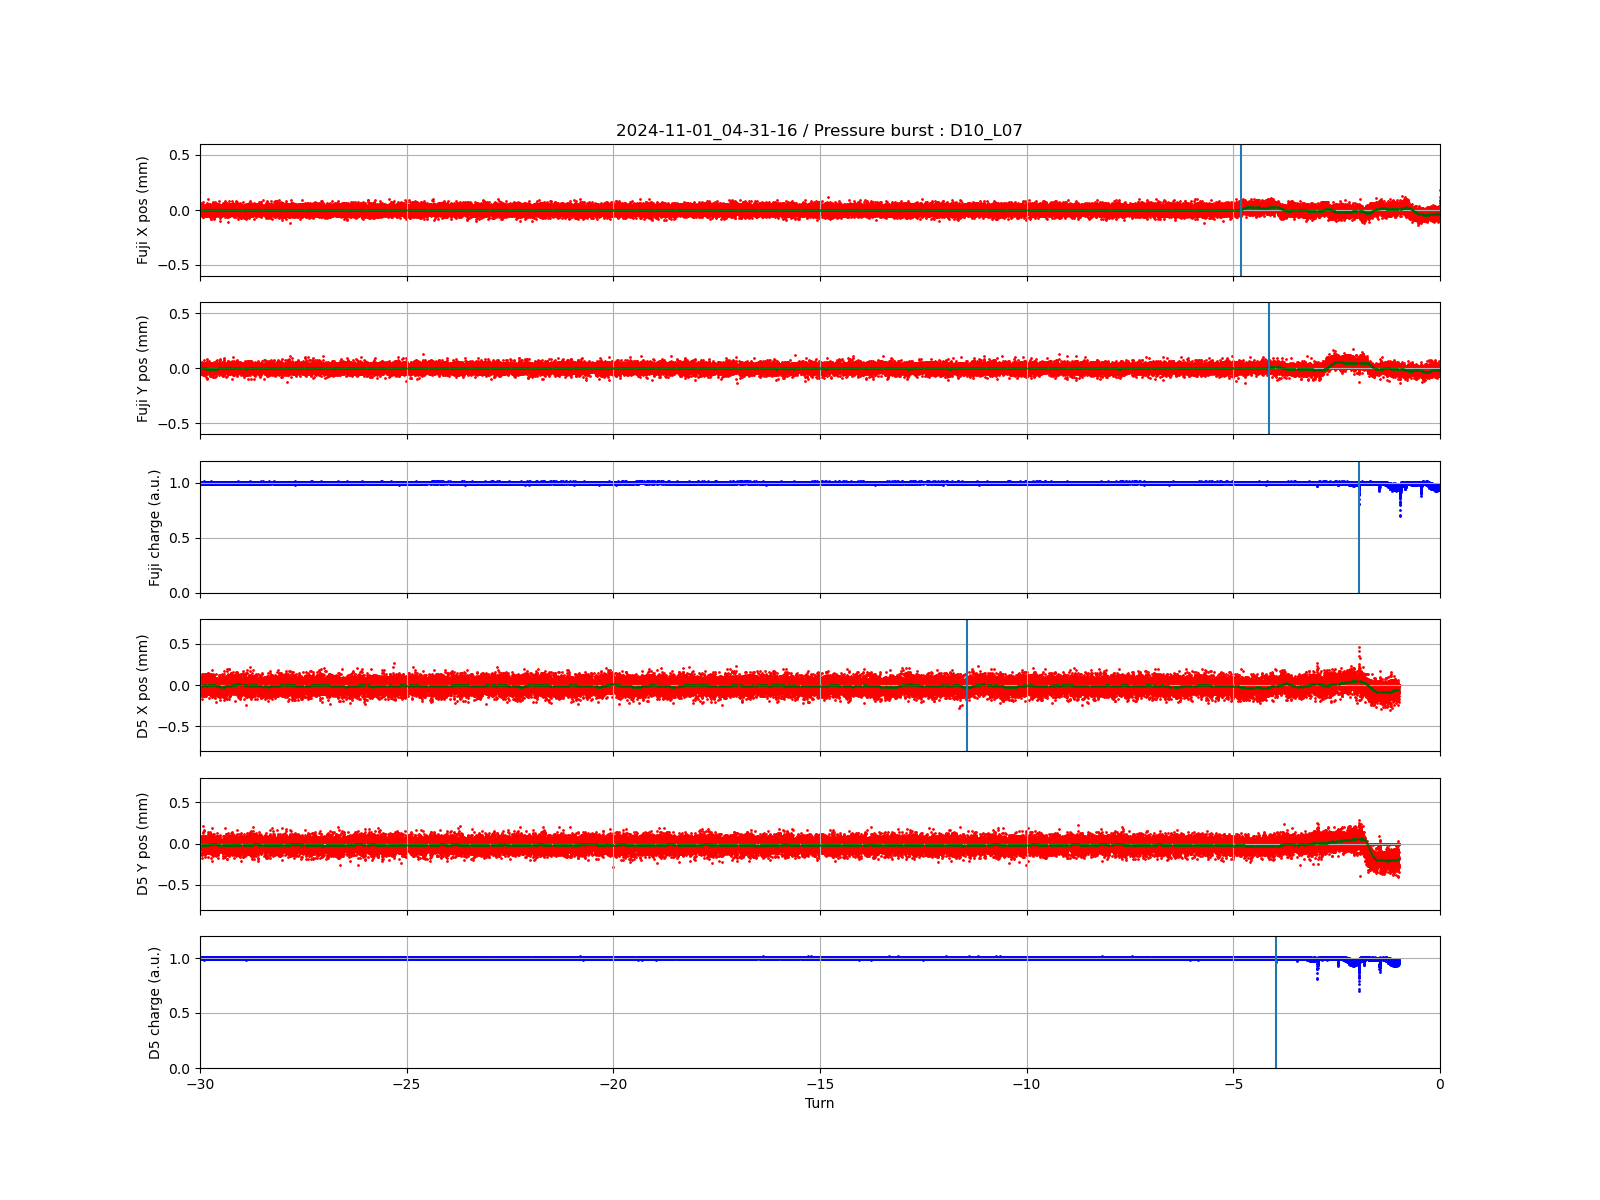 2024-11-01_04-31-16 / Pressure burst : D10_L07
Fuji X pos (mm)
0.5
0.0
−0.5
Fuji Y pos (mm)
0.5
0.0
−0.5
Fuji charge (a.u.)
1.0
0.5
0.0
D5 X pos (mm)
0.5
0.0
−0.5
D5 Y pos (mm)
0.5
0.0
−0.5
D5 charge (a.u.)
1.0
0.5
0.0
−30 −25 −20 −15 −10 −5 0
Turn